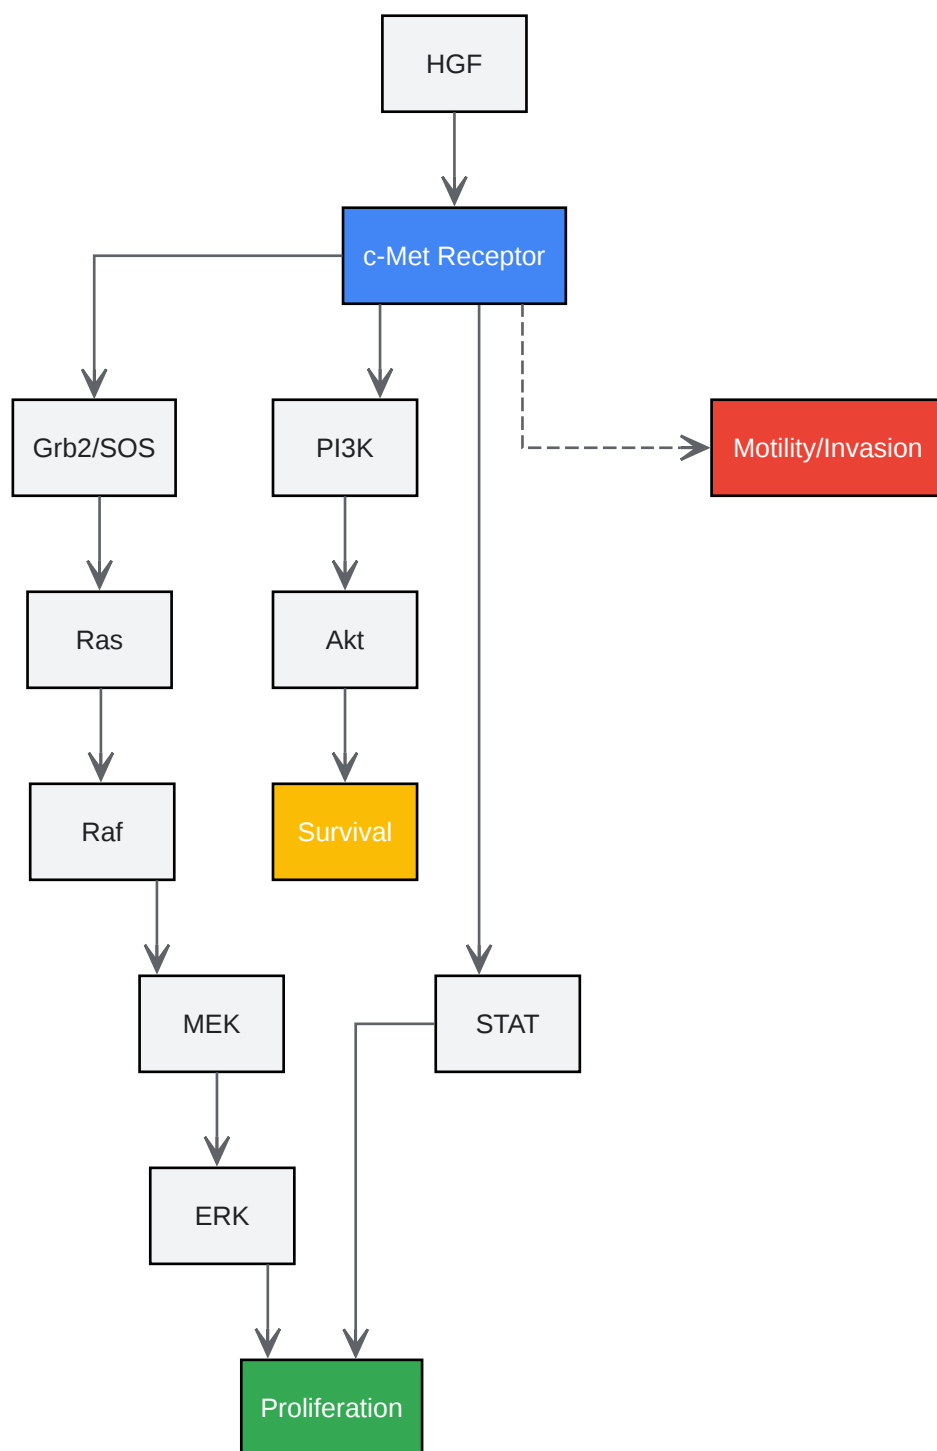 HGF
c-Met Receptor
Grb2/SOS
PI3K
Motility/Invasion
Ras
Akt
Raf
Survival
MEK
STAT
ERK
Proliferation